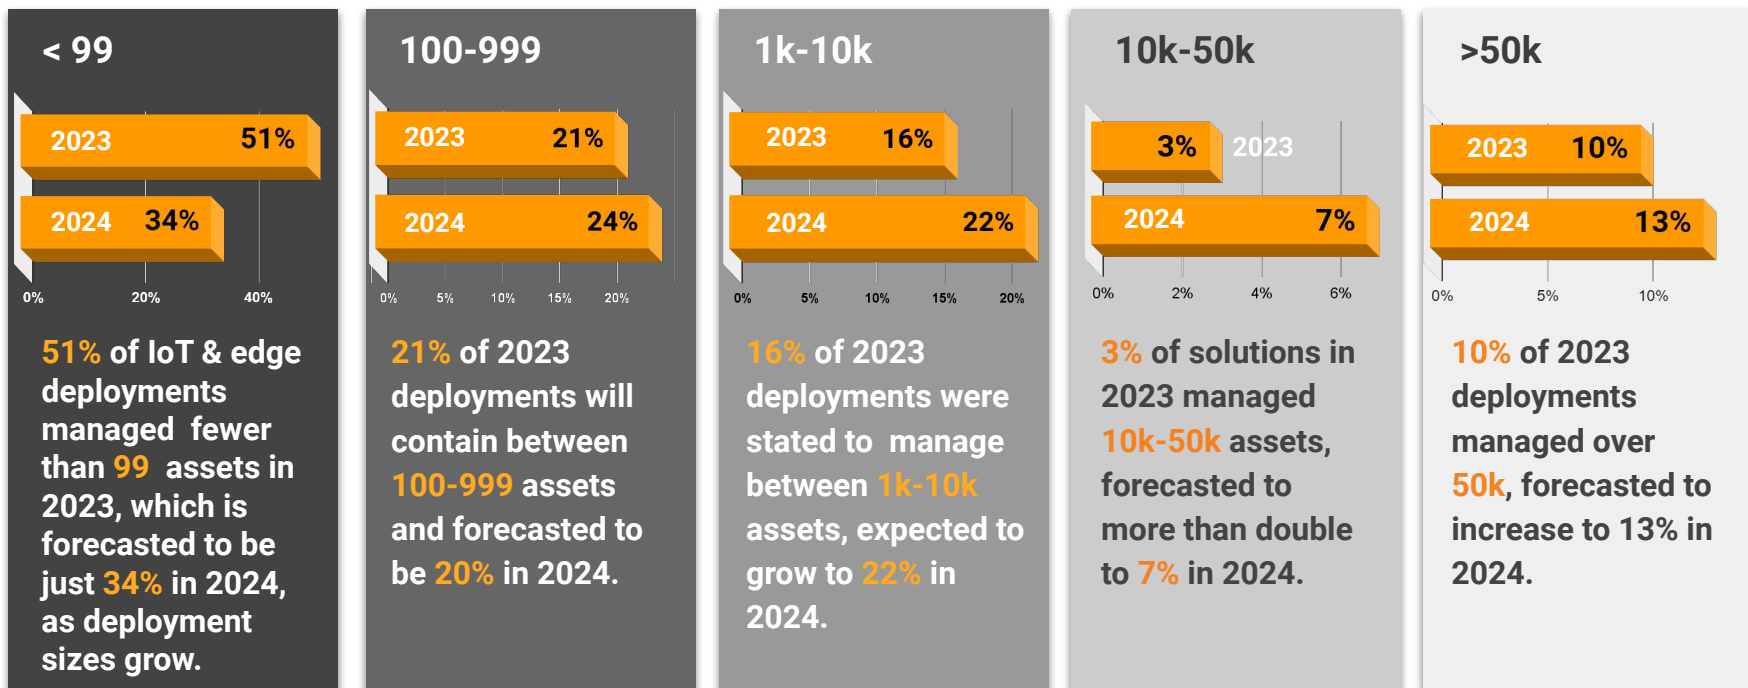 < 99
2023 51%
2024 34%
0% 20% 40%
51% of IoT & edge
deployments
managed fewer
than 99 assets in
2023, which is
forecasted to be
just 34% in 2024,
as deployment
sizes grow.
100-999
2023 21%
2024 24%
0% 5% 10% 15% 20%
21% of 2023
deployments will
contain between
100-999 assets
and forecasted to
be 20% in 2024.
1k-10k
2023 16%
2024 22%
0% 5% 10% 15% 20%
16% of 2023
deployments were
stated to manage
between 1k-10k
assets, expected to
grow to 22% in
2024.
10k-50k
3% 2023
2024 7%
0% 2% 4% 6%
3% of solutions in
2023 managed
10k-50k assets,
forecasted to
more than double
to 7% in 2024.
>50k
2023 10%
2024 13%
0% 5% 10%
10% of 2023
deployments
managed over
50k, forecasted to
increase to 13% in
2024.